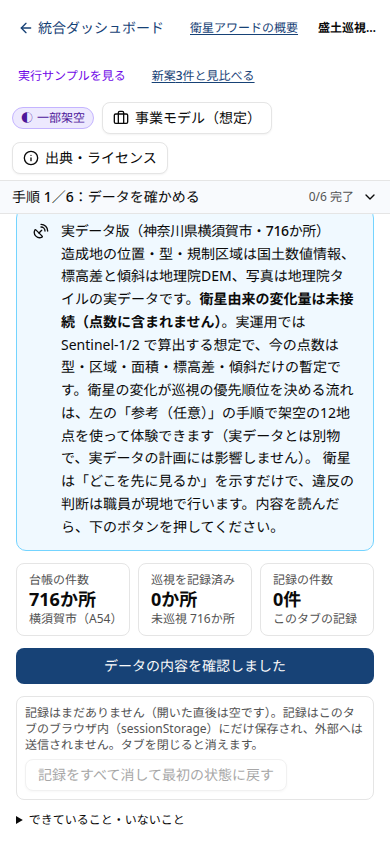 統合ダッシュボード 衛星アワードの概要 盛土巡視...
実行サンプルを見る 新案3件と見比べる
一部架空 事業モデル（想定）
出典・ライセンス
手順 1／6：データを確かめる 0/6 完了
実データ版（神奈川県横須賀市・716か所）
造成地の位置・型・規制区域は国土数値情報、
標高差と傾斜は地理院DEM、写真は地理院タ
イルの実データです。衛星由来の変化量は未接
続（点数に含まれません）。実運用では
Sentinel-1/2 で算出する想定で、今の点数は
型・区域・面積・標高差・傾斜だけの暫定で
す。衛星の変化が巡視の優先順位を決める流れ
は、左の「参考（任意）」の手順で架空の12地
点を使って体験できます（実データとは別物
で、実データの計画には影響しません）。 衛星
は「どこを先に見るか」を示すだけで、違反の
判断は職員が現地で行います。内容を読んだ
ら、下のボタンを押してください。
台帳の件数 巡視を記録済み 記録の件数
716か所 0か所 0件
横須賀市（A54） 未巡視 716か所 このタブの記録
データの内容を確認しました
記録はまだありません（開いた直後は空です）。記録はこのタ
ブのブラウザ内（sessionStorage）にだけ保存され、外部へは
送信されません。タブを閉じると消えます。
記録をすべて消して最初の状態に戻す
できていること・いないこと